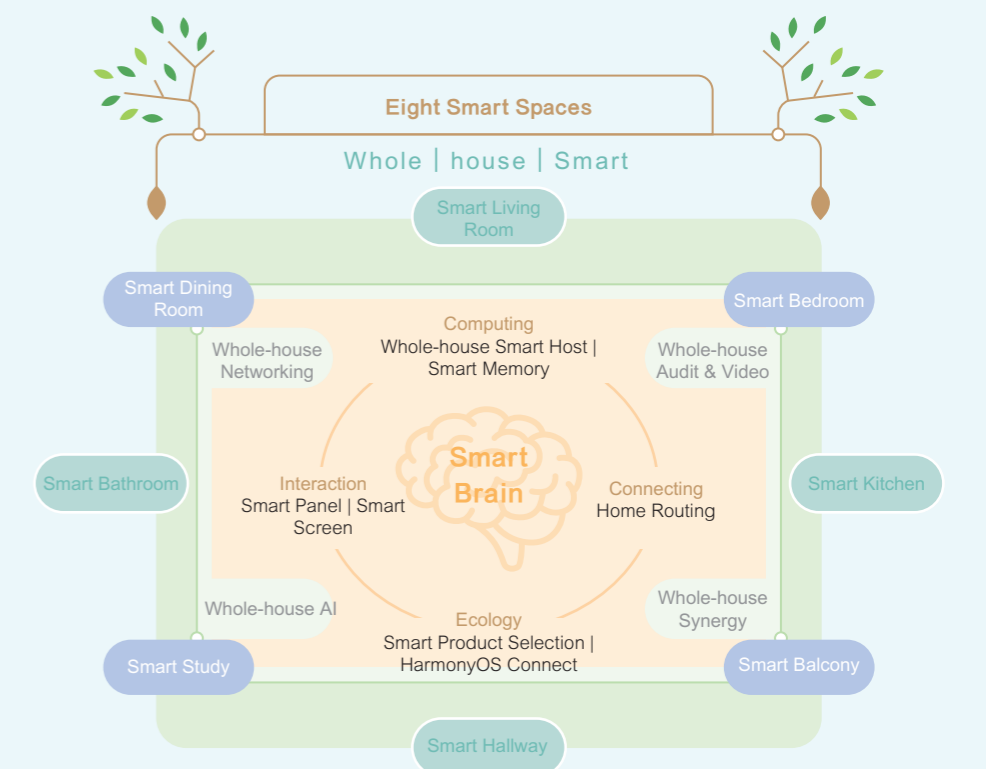 Eight Smart Spaces
Whole | house | Smart
Smart Living
Room
Smart Dining
Room
Smart Bedroom
Computing
Whole-house Smart Host |
Smart Memory
Whole-house
Networking
Whole-house
Audit & Video
Smart
Brain
Smart Bathroom
Interaction
Smart Panel | Smart
Screen
Connecting
Home Routing
Smart Kitchen
Whole-house AI
Whole-house
Synergy
Ecology
Smart Product Selection |
HarmonyOS Connect
Smart Study
Smart Balcony
Smart Hallway